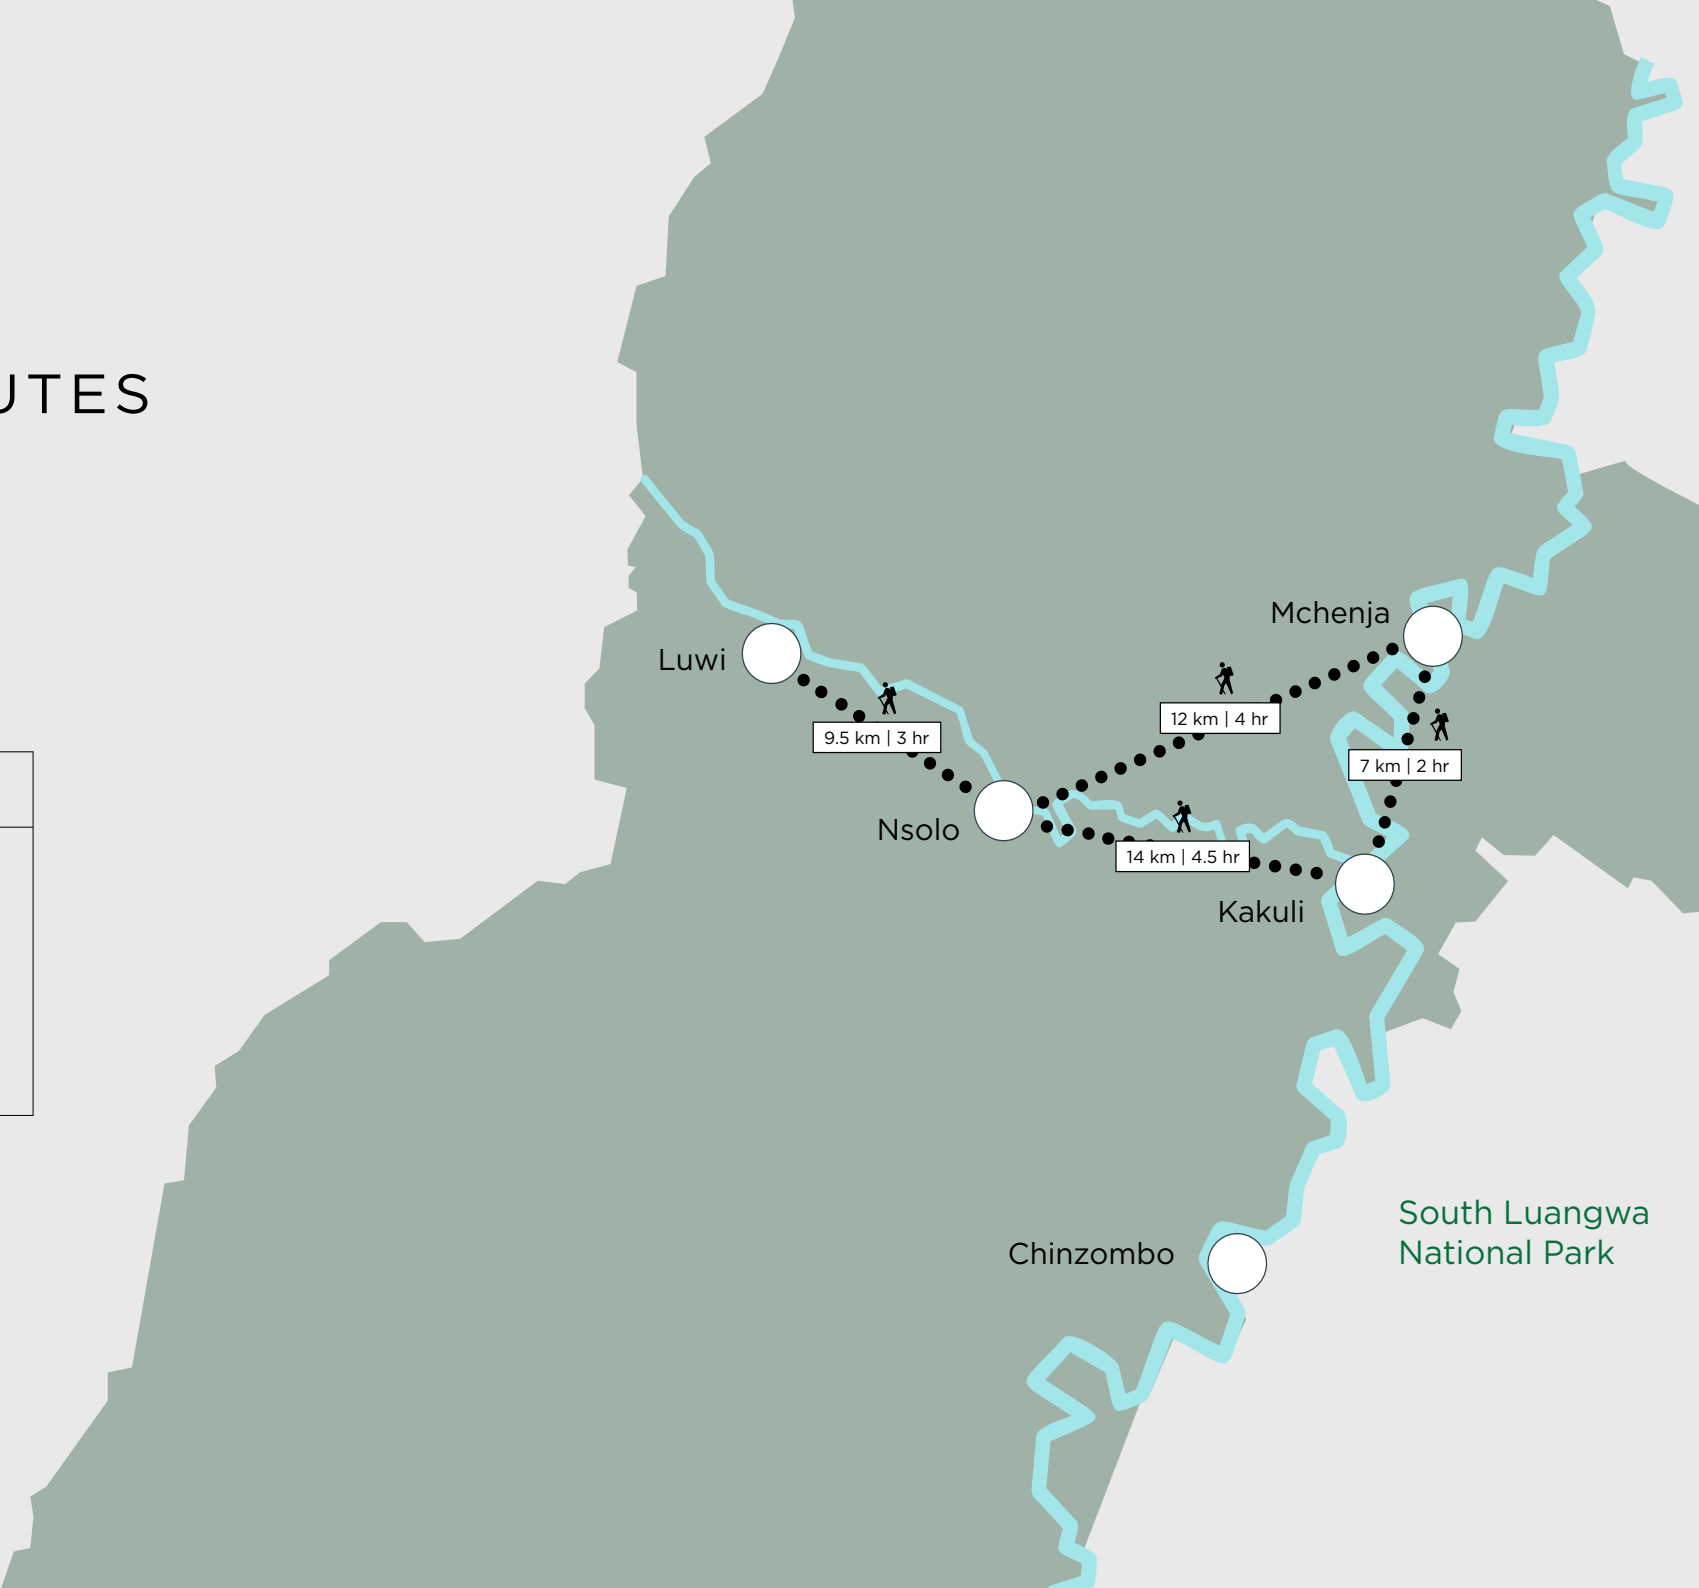 UTES
Mchenja
Luwi
12 km | 4 hr
9.5 km | 3 hr
7 km | 2 hr
Nsolo
14 km | 4.5 hr
Kakuli
South Luangwa
National Park
Chinzombo